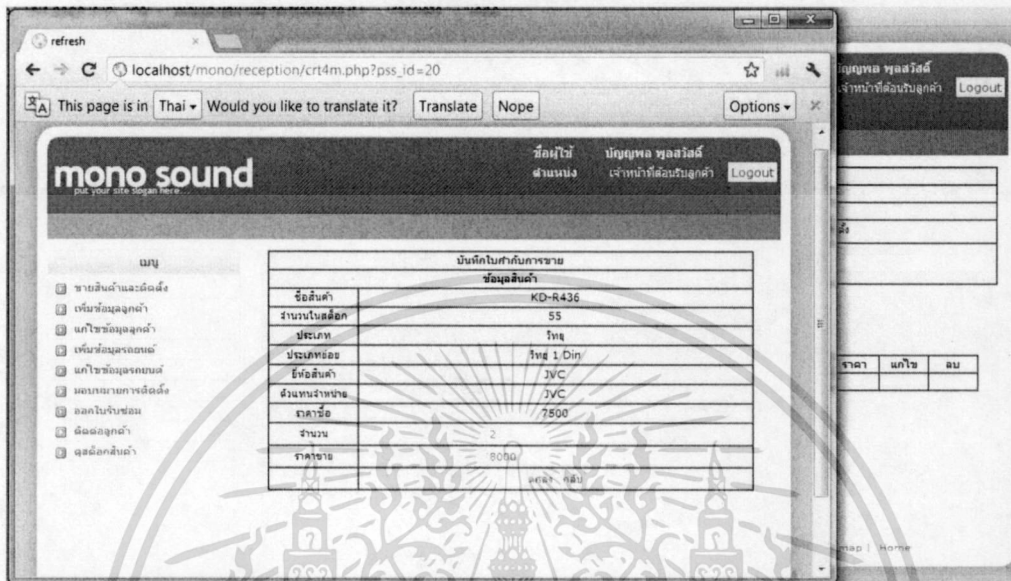 refresh
localhost/mono/reception/crt4m.php?pss_id=20
This page is in Thai Would you like to translate it? Translate Nope Options
mono sound
put your site slogan here...
ชื่อผู้ใช้ บัญญพล พูลสวัสดิ์
ตำแหน่ง เจ้าหน้าที่ต้อนรับลูกค้า Logout
เมนู
ขายสินค้าและติดตั้ง
เพิ่มข้อมูลลูกค้า
แก้ไขข้อมูลลูกค้า
เพิ่มข้อมูลรถยนต์
แก้ไขข้อมูลรถยนต์
มอบหมายการติดตั้ง
ออกใบรับซ่อม
ติดต่อลูกค้า
ดูสต็อกสินค้า
บันทึกใบกำกับการขาย
ข้อมูลสินค้า
ชื่อสินค้า KD-R436
จำนวนในสต็อก 55
ประเภท วิทยุ
ประเภทย่อย วิทยุ 1 Din
ยี่ห้อสินค้า JVC
ตัวแทนจำหน่าย JVC
ราคาซื้อ 7500
จำนวน 2
ราคาขาย 8000
ตกลง กลับ
บัญญพล พูลสวัสดิ์
เจ้าหน้าที่ต้อนรับลูกค้า Logout
ราคา แก้ไข ลบ
map | Home